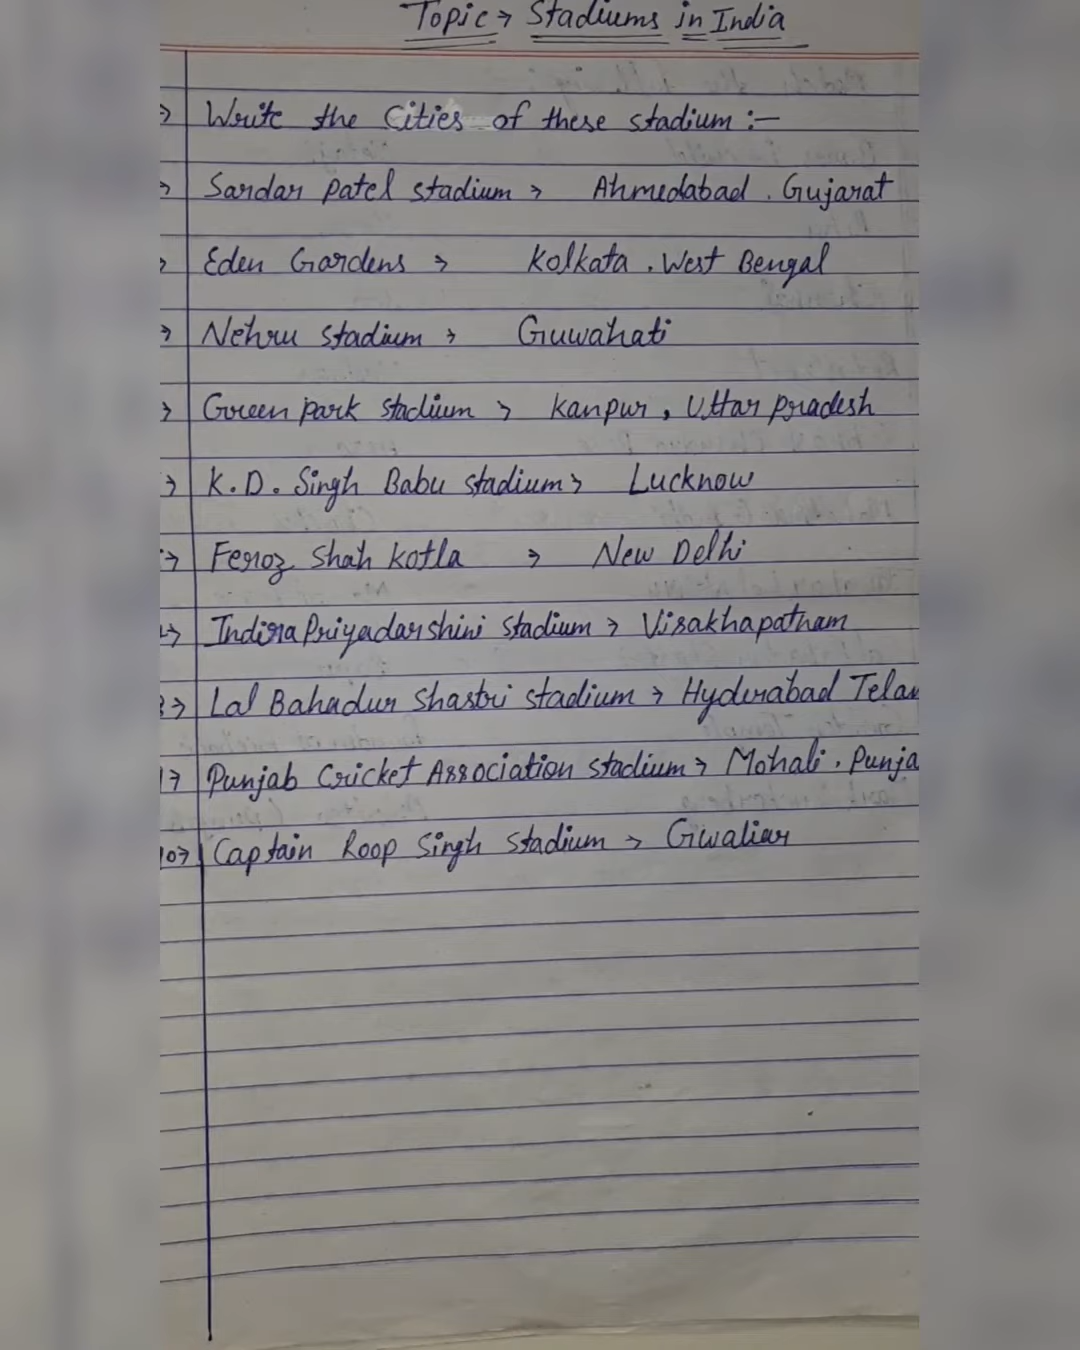 Topic → Stadiums in India
→ Write the Cities of these stadium :-
→ Sardar Patel stadium → Ahmedabad . Gujarat
→ Eden Gardens → Kolkata . West Bengal
→ Nehru stadium → Guwahati
→ Green park stadium → Kanpur , Uttar pradesh
→ K.D. Singh Babu stadium → Lucknow
→ Feroz Shah Kotla → New Delhi
→ Indira Priyadarshini stadium → Visakhapatnam
→ Lal Bahadur Shastri stadium → Hyderabad Telan
→ Punjab Cricket Association stadium → Mohali . Punja
10→ Captain Roop Singh stadium → Gwaliar